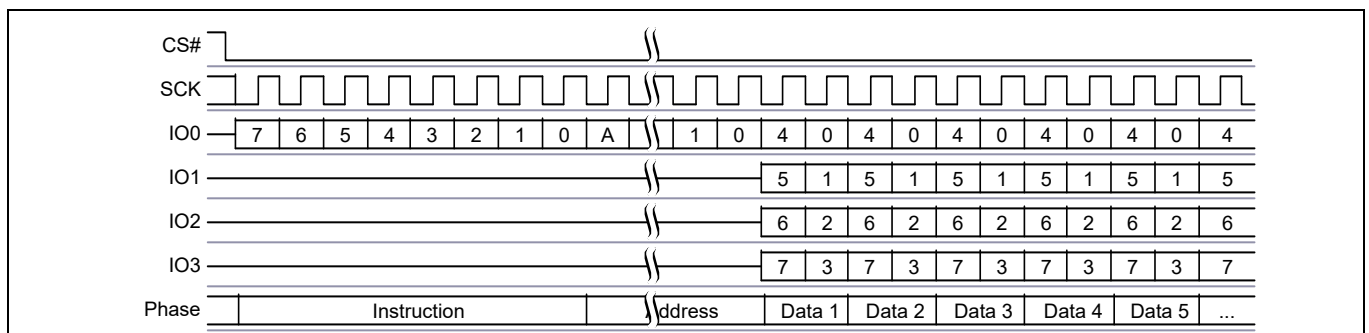 CS#
SCK
IO0 7 6 5 4 3 2 1 0 A 1 0 4 0 4 0 4 0 4 0 4 0 4
IO1 5 1 5 1 5 1 5 1 5 1 5
IO2 6 2 6 2 6 2 6 2 6 2 6
IO3 7 3 7 3 7 3 7 3 7 3 7
Phase Instruction Address Data 1 Data 2 Data 3 Data 4 Data 5 ...